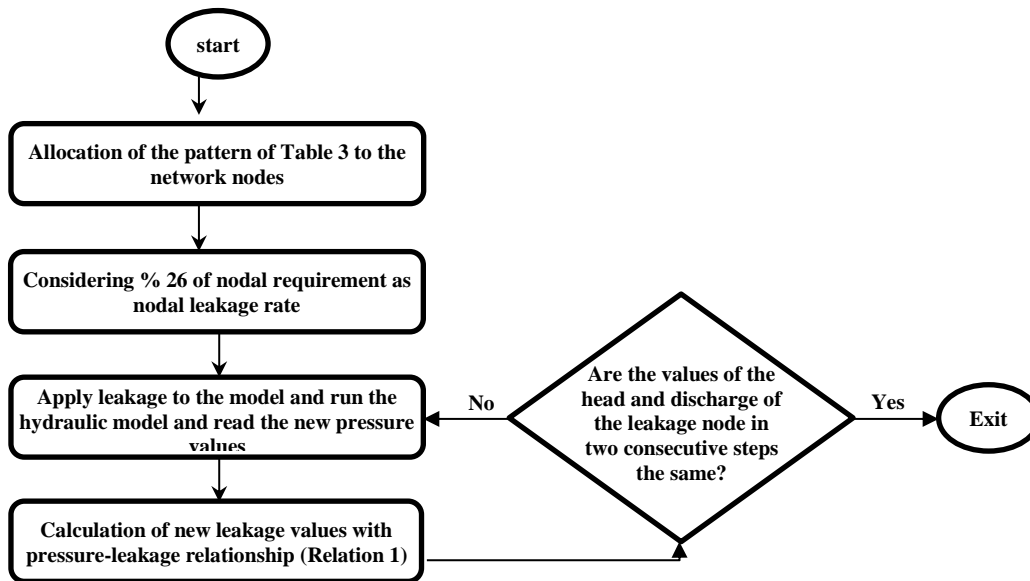 start
Allocation of the pattern of Table 3 to the
network nodes
Considering % 26 of nodal requirement as
nodal leakage rate
Apply leakage to the model and run the
hydraulic model and read the new pressure
values
Calculation of new leakage values with
pressure-leakage relationship (Relation 1)
Are the values of the
head and discharge of
the leakage node in
two consecutive steps
the same?
No
Yes
Exit